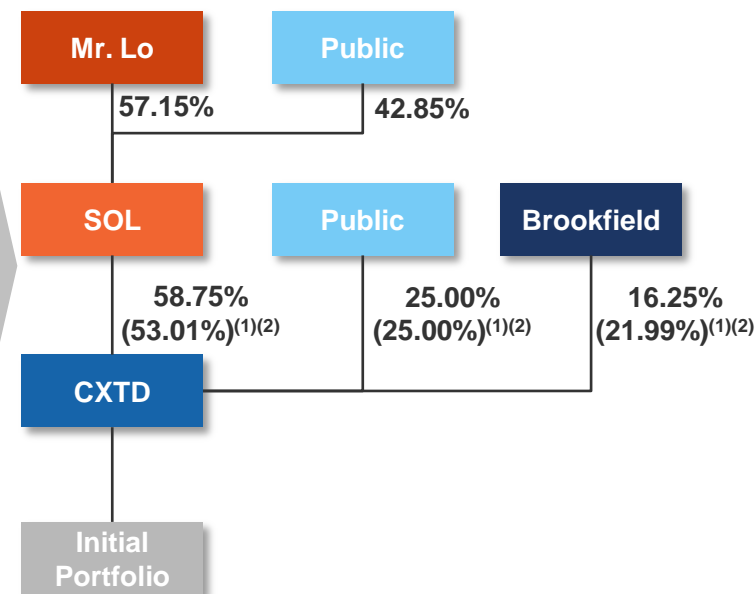 Mr. Lo
Public
57.15%
42.85%
SOL
Public
Brookfield
58.75%
(53.01%)(1)(2)
25.00%
(25.00%)(1)(2)
16.25%
(21.99%)(1)(2)
CXTD
Initial
Portfolio